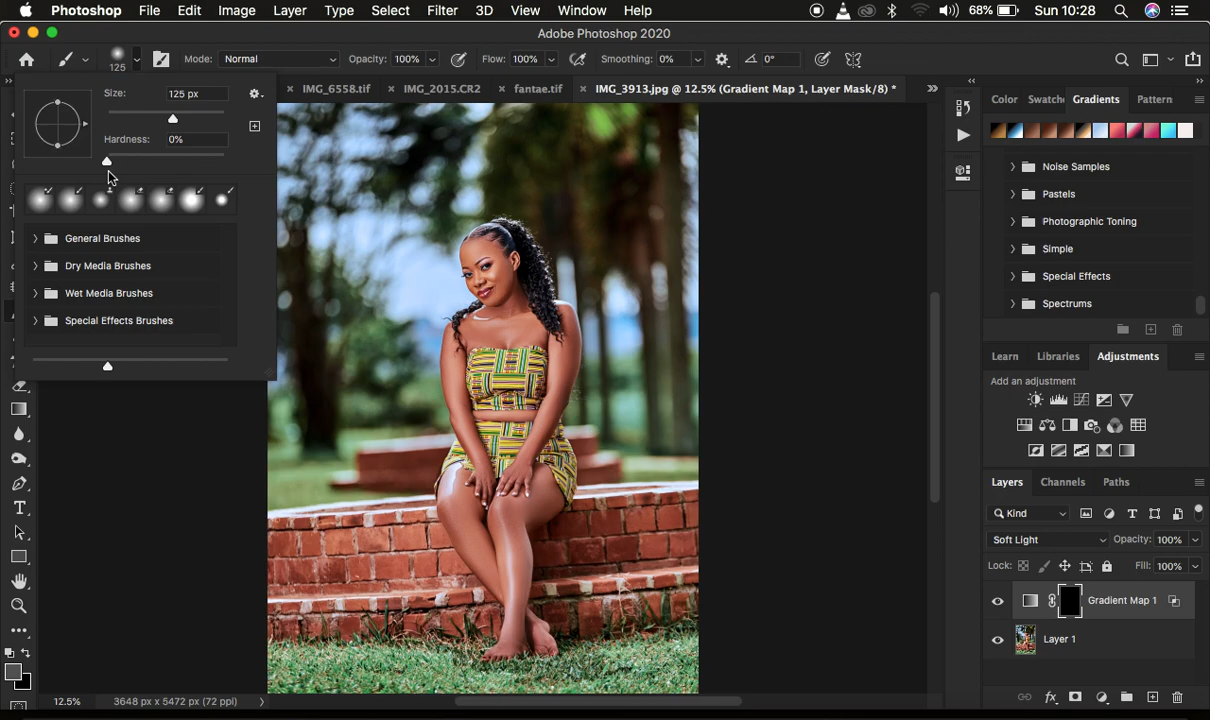 Photoshop File Edit Image Layer Type Select Filter 3D View Window Help 68% Sun 10:28
Adobe Photoshop 2020
125 Mode: Normal Opacity: 100% Flow: 100% Smoothing: 0% 0°
IMG_6558.tif IMG_2015.CR2 fantae.tif IMG_3913.jpg @ 12.5% (Gradient Map 1, Layer Mask/8) *
Size: 125 px
Hardness: 0%
General Brushes
Dry Media Brushes
Wet Media Brushes
Special Effects Brushes
Color Swatche Gradients Pattern
Noise Samples
Pastels
Photographic Toning
Simple
Special Effects
Spectrums
Learn Libraries Adjustments
Add an adjustment
Layers Channels Paths
Kind
Soft Light Opacity: 100%
Lock: Fill: 100%
Gradient Map 1
Layer 1
12.5% 3648 px x 5472 px (72 ppi)